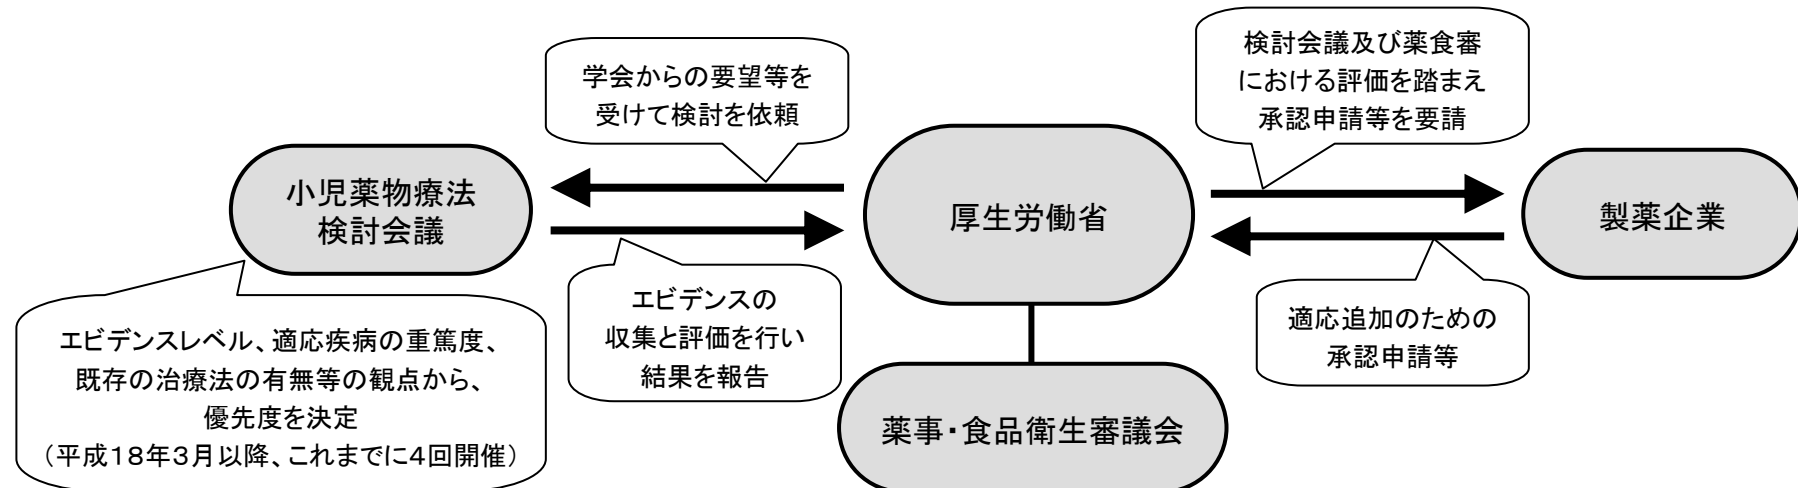 学会からの要望等を
受けて検討を依頼
検討会議及び薬食審
における評価を踏まえ
承認申請等を要請
小児薬物療法
検討会議
厚生労働省
製薬企業
エビデンスの
収集と評価を行い
結果を報告
適応追加のための
承認申請等
エビデンスレベル、適応疾病の重篤度、
既存の治療法の有無等の観点から、
優先度を決定
（平成１８年３月以降、これまでに４回開催）
薬事・食品衛生審議会